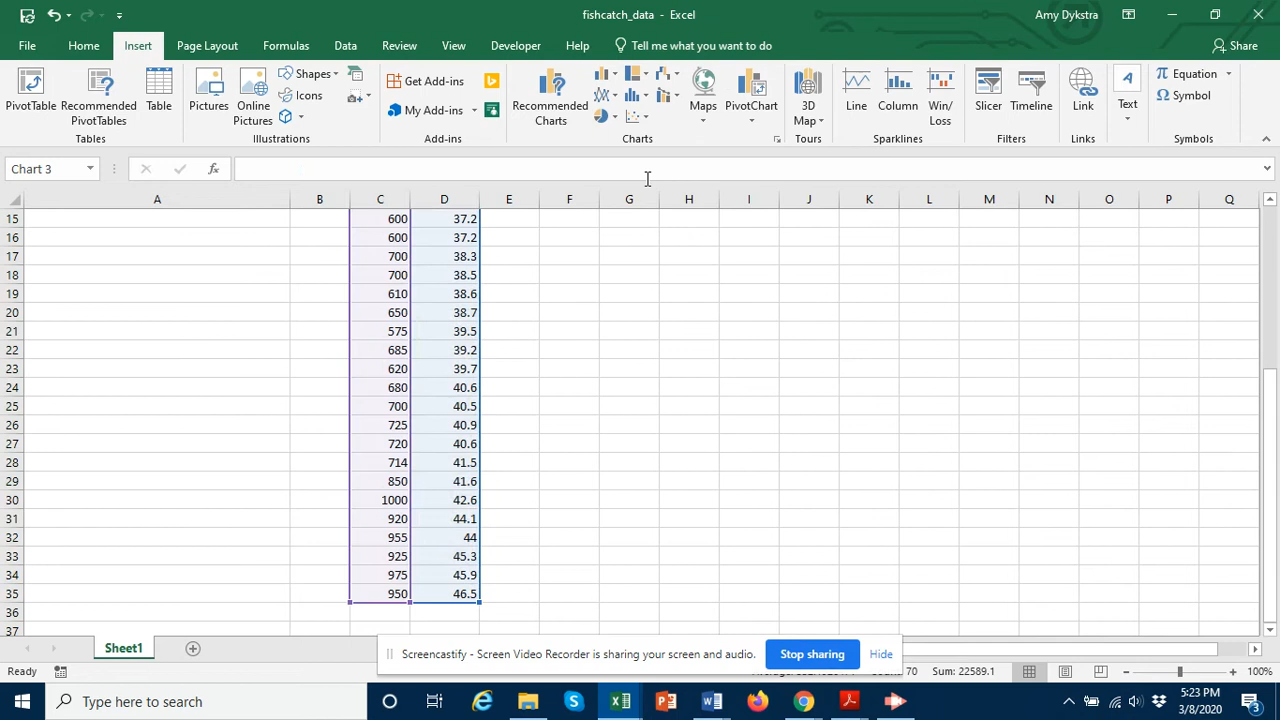 fishcatch_data - Excel
Amy Dykstra
File Home Insert Page Layout Formulas Data Review View Developer Help Tell me what you want to do Share
PivotTable Recommended PivotTables Table
Tables
Pictures Online Pictures
Shapes
Icons
Illustrations
Get Add-ins
My Add-ins
Add-ins
Recommended Charts
Maps PivotChart
Charts
3D Map
Tours
Line Column Win/Loss
Sparklines
Slicer Timeline
Filters
Link
Links
Text
Equation
Symbol
Symbols
Chart 3
fx
A B C D E F G H I J K L M N O P Q
15 600 37.2
16 600 37.2
17 700 38.3
18 700 38.5
19 610 38.6
20 650 38.7
21 575 39.5
22 685 39.2
23 620 39.7
24 680 40.6
25 700 40.5
26 725 40.9
27 720 40.6
28 714 41.5
29 850 41.6
30 1000 42.6
31 920 44.1
32 955 44
33 925 45.3
34 975 45.9
35 950 46.5
36
37
Sheet1
Screencastify - Screen Video Recorder is sharing your screen and audio. Stop sharing Hide
Ready 70 Sum: 22589.1 100%
Type here to search
5:23 PM
3/8/2020
3